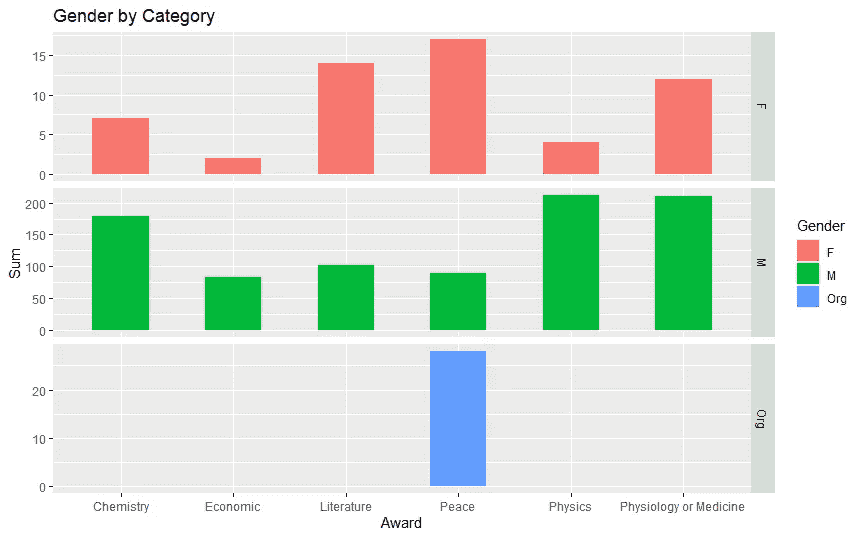 Gender by Category
15
10
5
0
F
200
150
100
50
0
M
Sum
20
10
0
Org
Chemistry Economic Literature Peace Physics Physiology or Medicine
Award
Gender
F
M
Org